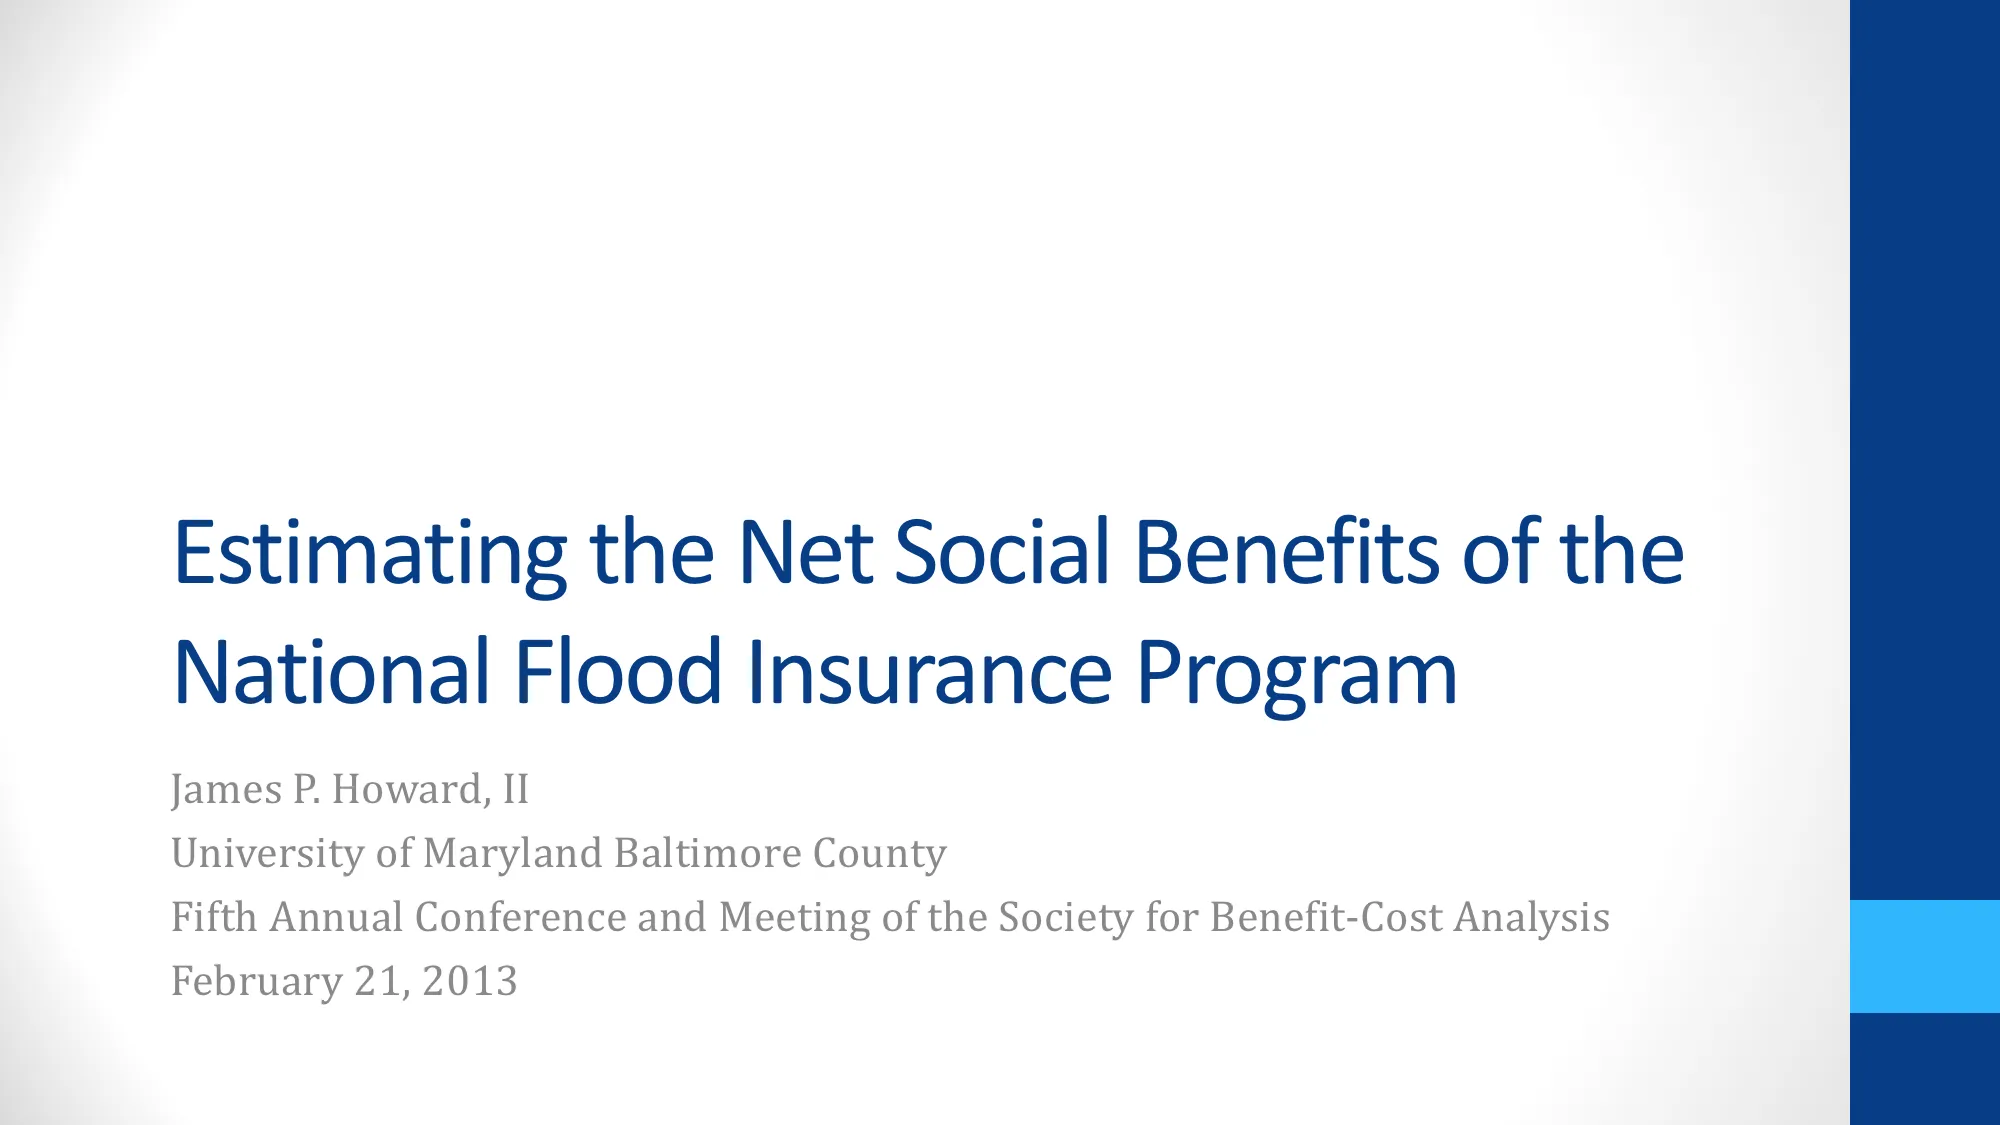 Estimating the Net Social Benefits of the
National Flood Insurance Program
James P. Howard, II
University of Maryland Baltimore County
Fifth Annual Conference and Meeting of the Society for Benefit-Cost Analysis
February 21, 2013